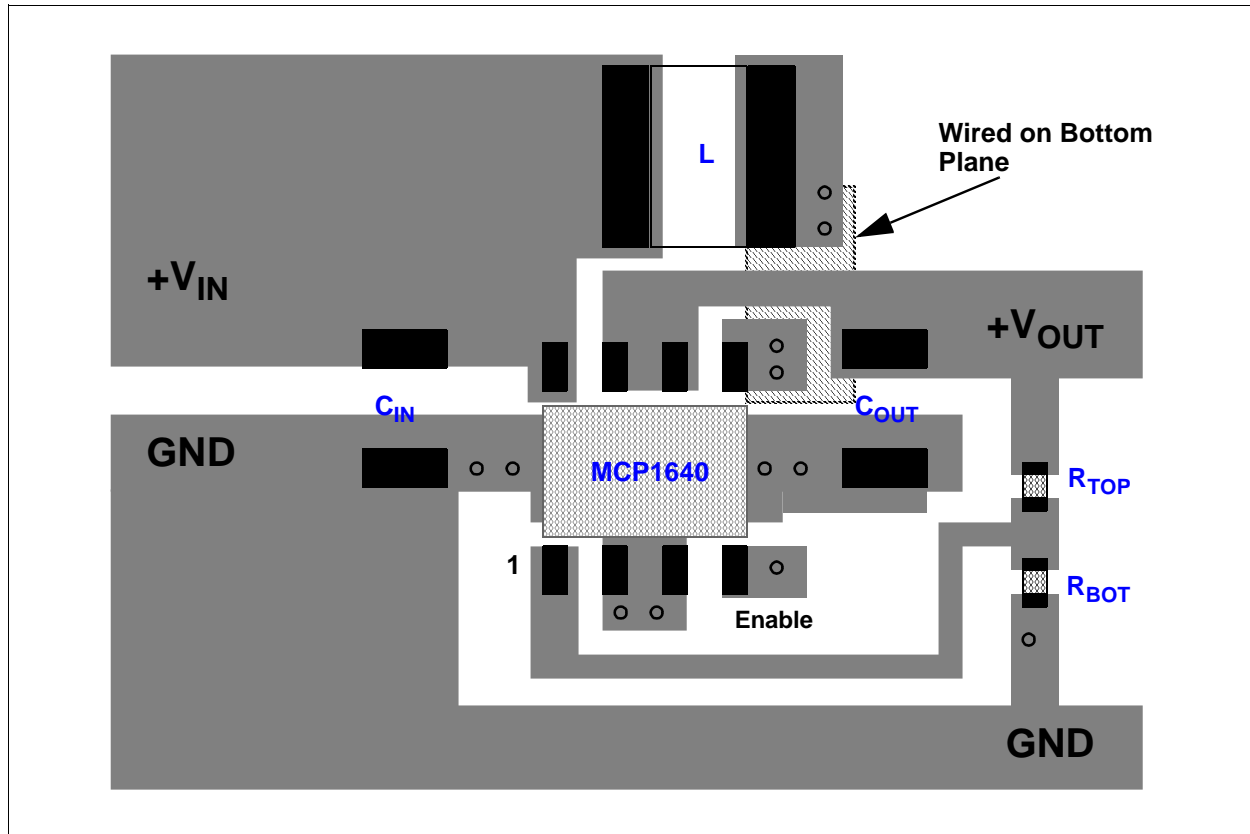 L
Wired on Bottom
Plane
+VIN
+VOUT
CIN
COUT
GND
MCP1640
RTOP
1
RBOT
Enable
GND